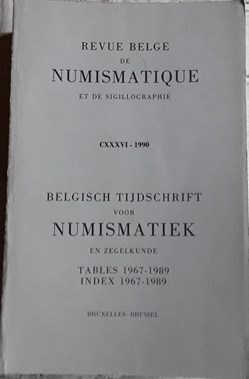 REVUE BELGE
DE
NUMISMATIQUE
ET DE SIGILLOGRAPHIE
CXXXVI - 1990
BELGISCH TIJDSCHRIFT
VOOR
NUMISMATIEK
EN ZEGELKUNDE
TABLES 1967-1989
INDEX 1967-1989
BRUXELLES - BRUSSEL